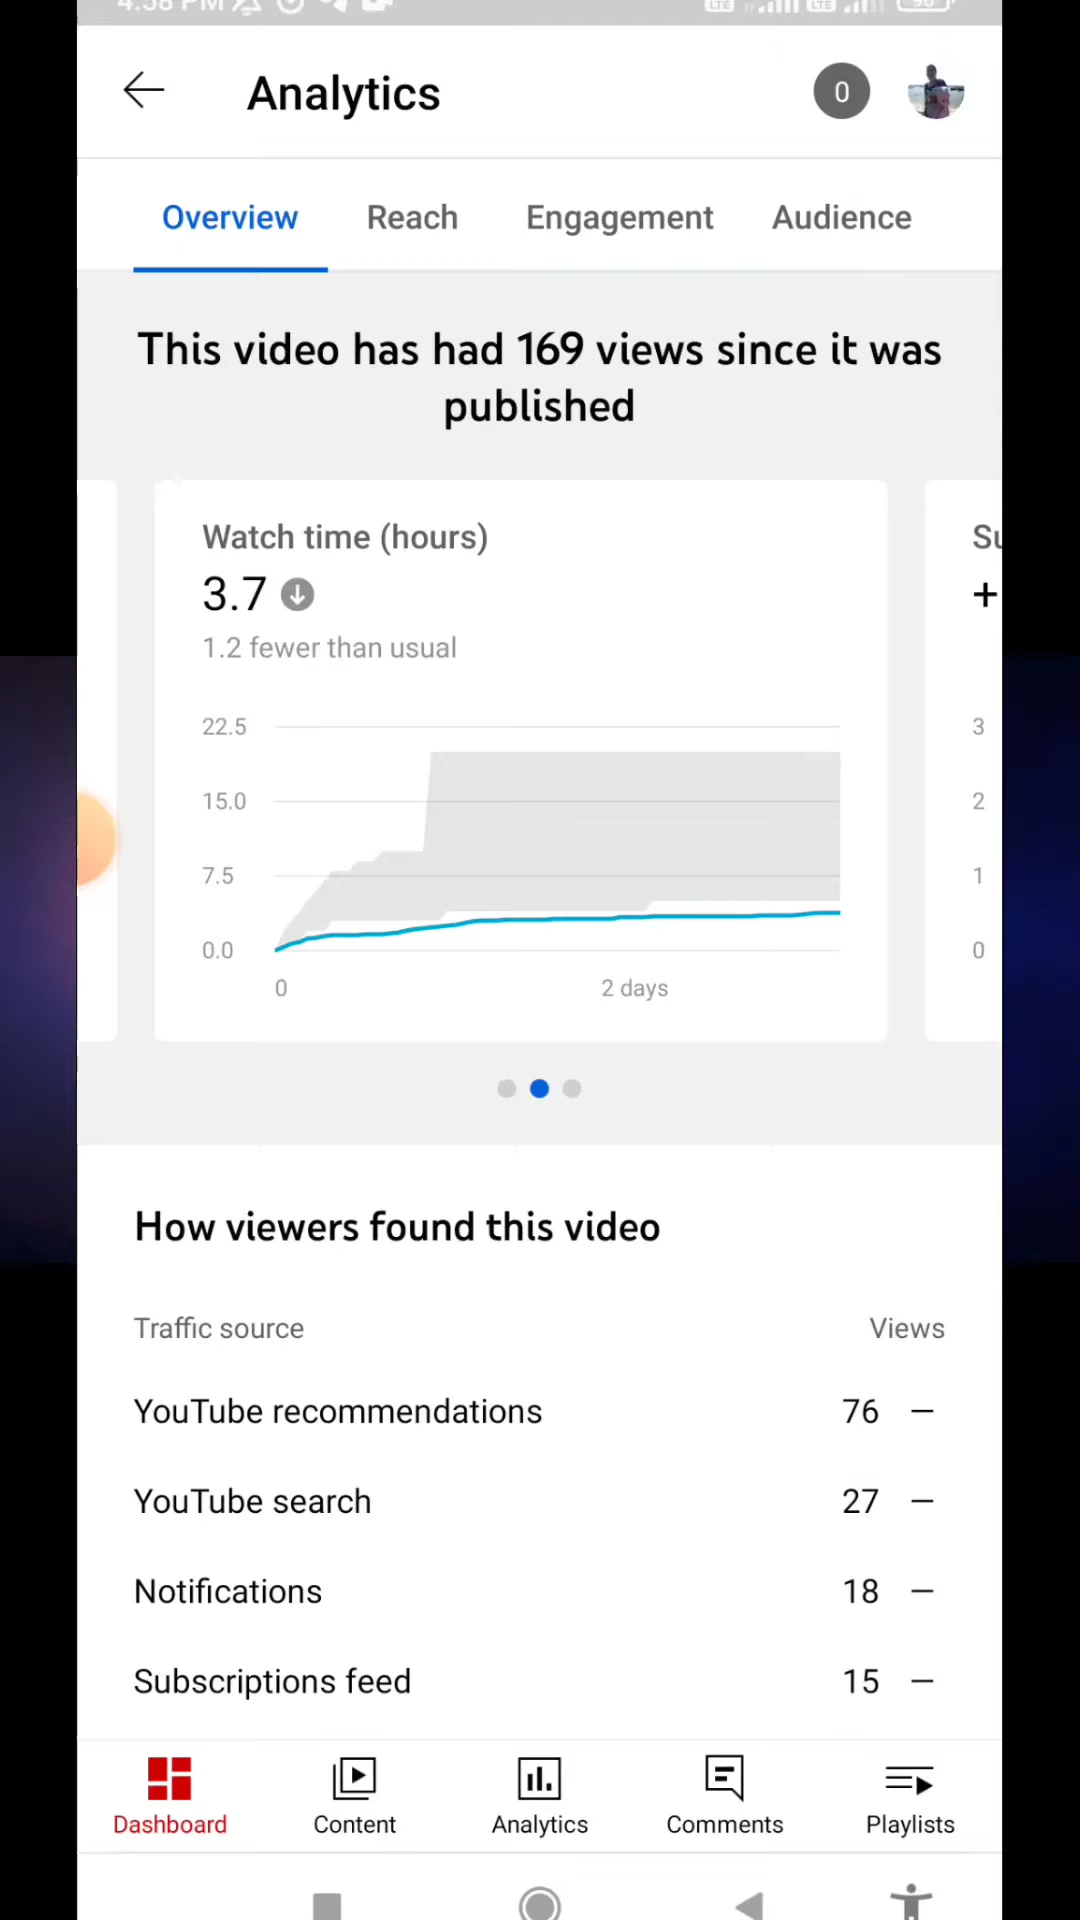 4:58 PM
Analytics
0
Overview Reach Engagement Audience
This video has had 169 views since it was
published
Watch time (hours)
3.7
1.2 fewer than usual
22.5
15.0
7.5
0.0
0 2 days
+
3
2
1
0
How viewers found this video
Traffic source Views
YouTube recommendations 76 —
YouTube search 27 —
Notifications 18 —
Subscriptions feed 15 —
Dashboard Content Analytics Comments Playlists